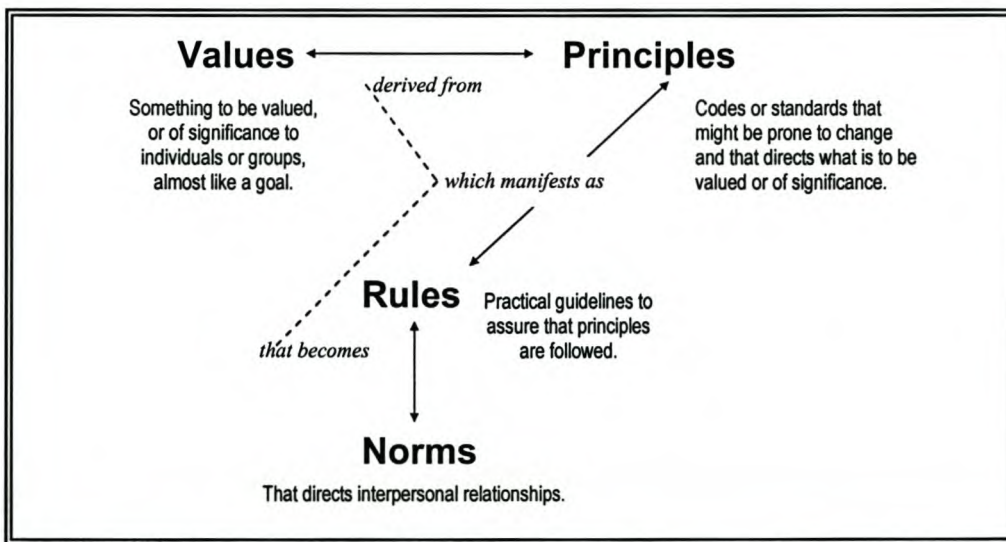 Values
Principles
derived from
Something to be valued,
or of significance to
individuals or groups,
almost like a goal.
Codes or standards that
might be prone to change
and that directs what is to be
valued or of significance.
which manifests as
Rules
Practical guidelines to
assure that principles
are followed.
that becomes
Norms
That directs interpersonal relationships.